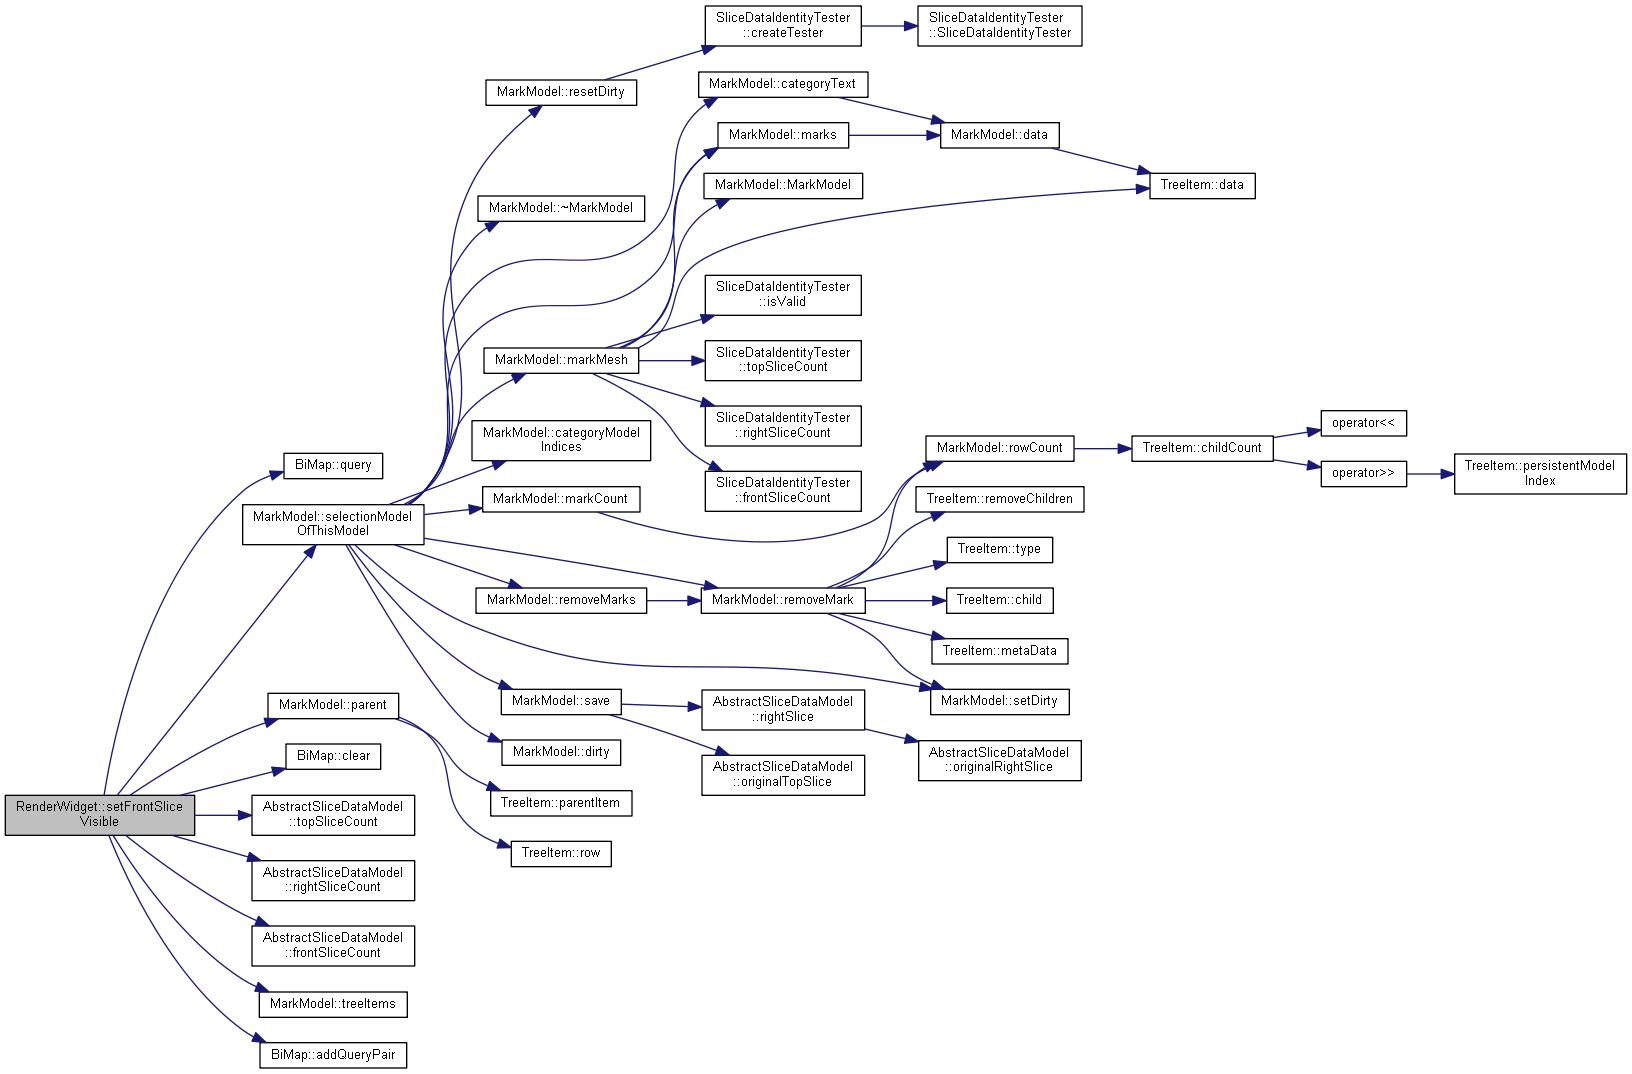 SliceDataIdentityTester
::createTester
SliceDataIdentityTester
::SliceDataIdentityTester
MarkModel::resetDirty
MarkModel::categoryText
MarkModel::marks
MarkModel::data
MarkModel::MarkModel
TreeItem::data
MarkModel::~MarkModel
SliceDataIdentityTester
::isValid
MarkModel::markMesh
SliceDataIdentityTester
::topSliceCount
SliceDataIdentityTester
::rightSliceCount
MarkModel::categoryModel
Indices
SliceDataIdentityTester
::frontSliceCount
MarkModel::rowCount
TreeItem::childCount
operator<<
operator>>
TreeItem::persistentModel
Index
BiMap::query
MarkModel::selectionModel
OfThisModel
MarkModel::markCount
TreeItem::removeChildren
TreeItem::type
MarkModel::removeMarks
MarkModel::removeMark
TreeItem::child
TreeItem::metaData
MarkModel::setDirty
MarkModel::parent
MarkModel::save
AbstractSliceDataModel
::rightSlice
AbstractSliceDataModel
::originalRightSlice
MarkModel::dirty
AbstractSliceDataModel
::originalTopSlice
BiMap::clear
TreeItem::parentItem
RenderWidget::setFrontSlice
Visible
AbstractSliceDataModel
::topSliceCount
TreeItem::row
AbstractSliceDataModel
::rightSliceCount
AbstractSliceDataModel
::frontSliceCount
MarkModel::treeItems
BiMap::addQueryPair